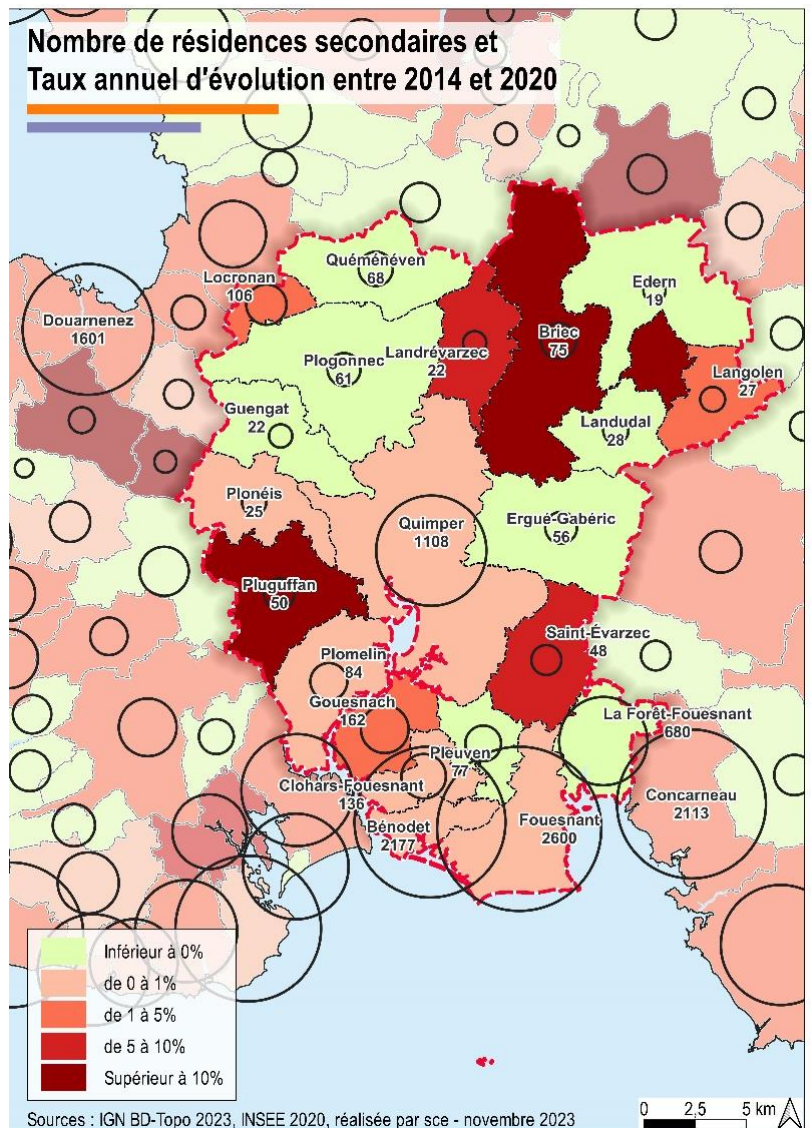 Nombre de résidences secondaires et
Taux annuel d'évolution entre 2014 et 2020
Quéménéven
68
Locronan
106
Edern
19
Douarnenez
1601
Briec
75
Plogonnec
61
Landrévarzec
22
Langolen
27
Guengat
22
Landudal
28
Plonéis
25
Quimper
1108
Ergué-Gabéric
56
Pluguffan
50
Saint-Évarzec
48
Plomelin
84
Gouesnach
162
La Forêt-Fouesnant
680
Pleuven
77
Clohars-Fouesnant
136
Concarneau
2113
Bénodet
2177
Fouesnant
2600
Inférieur à 0%
de 0 à 1%
de 1 à 5%
de 5 à 10%
Supérieur à 10%
0 2,5 5 km
Sources : IGN BD-Topo 2023, INSEE 2020, réalisée par sce - novembre 2023